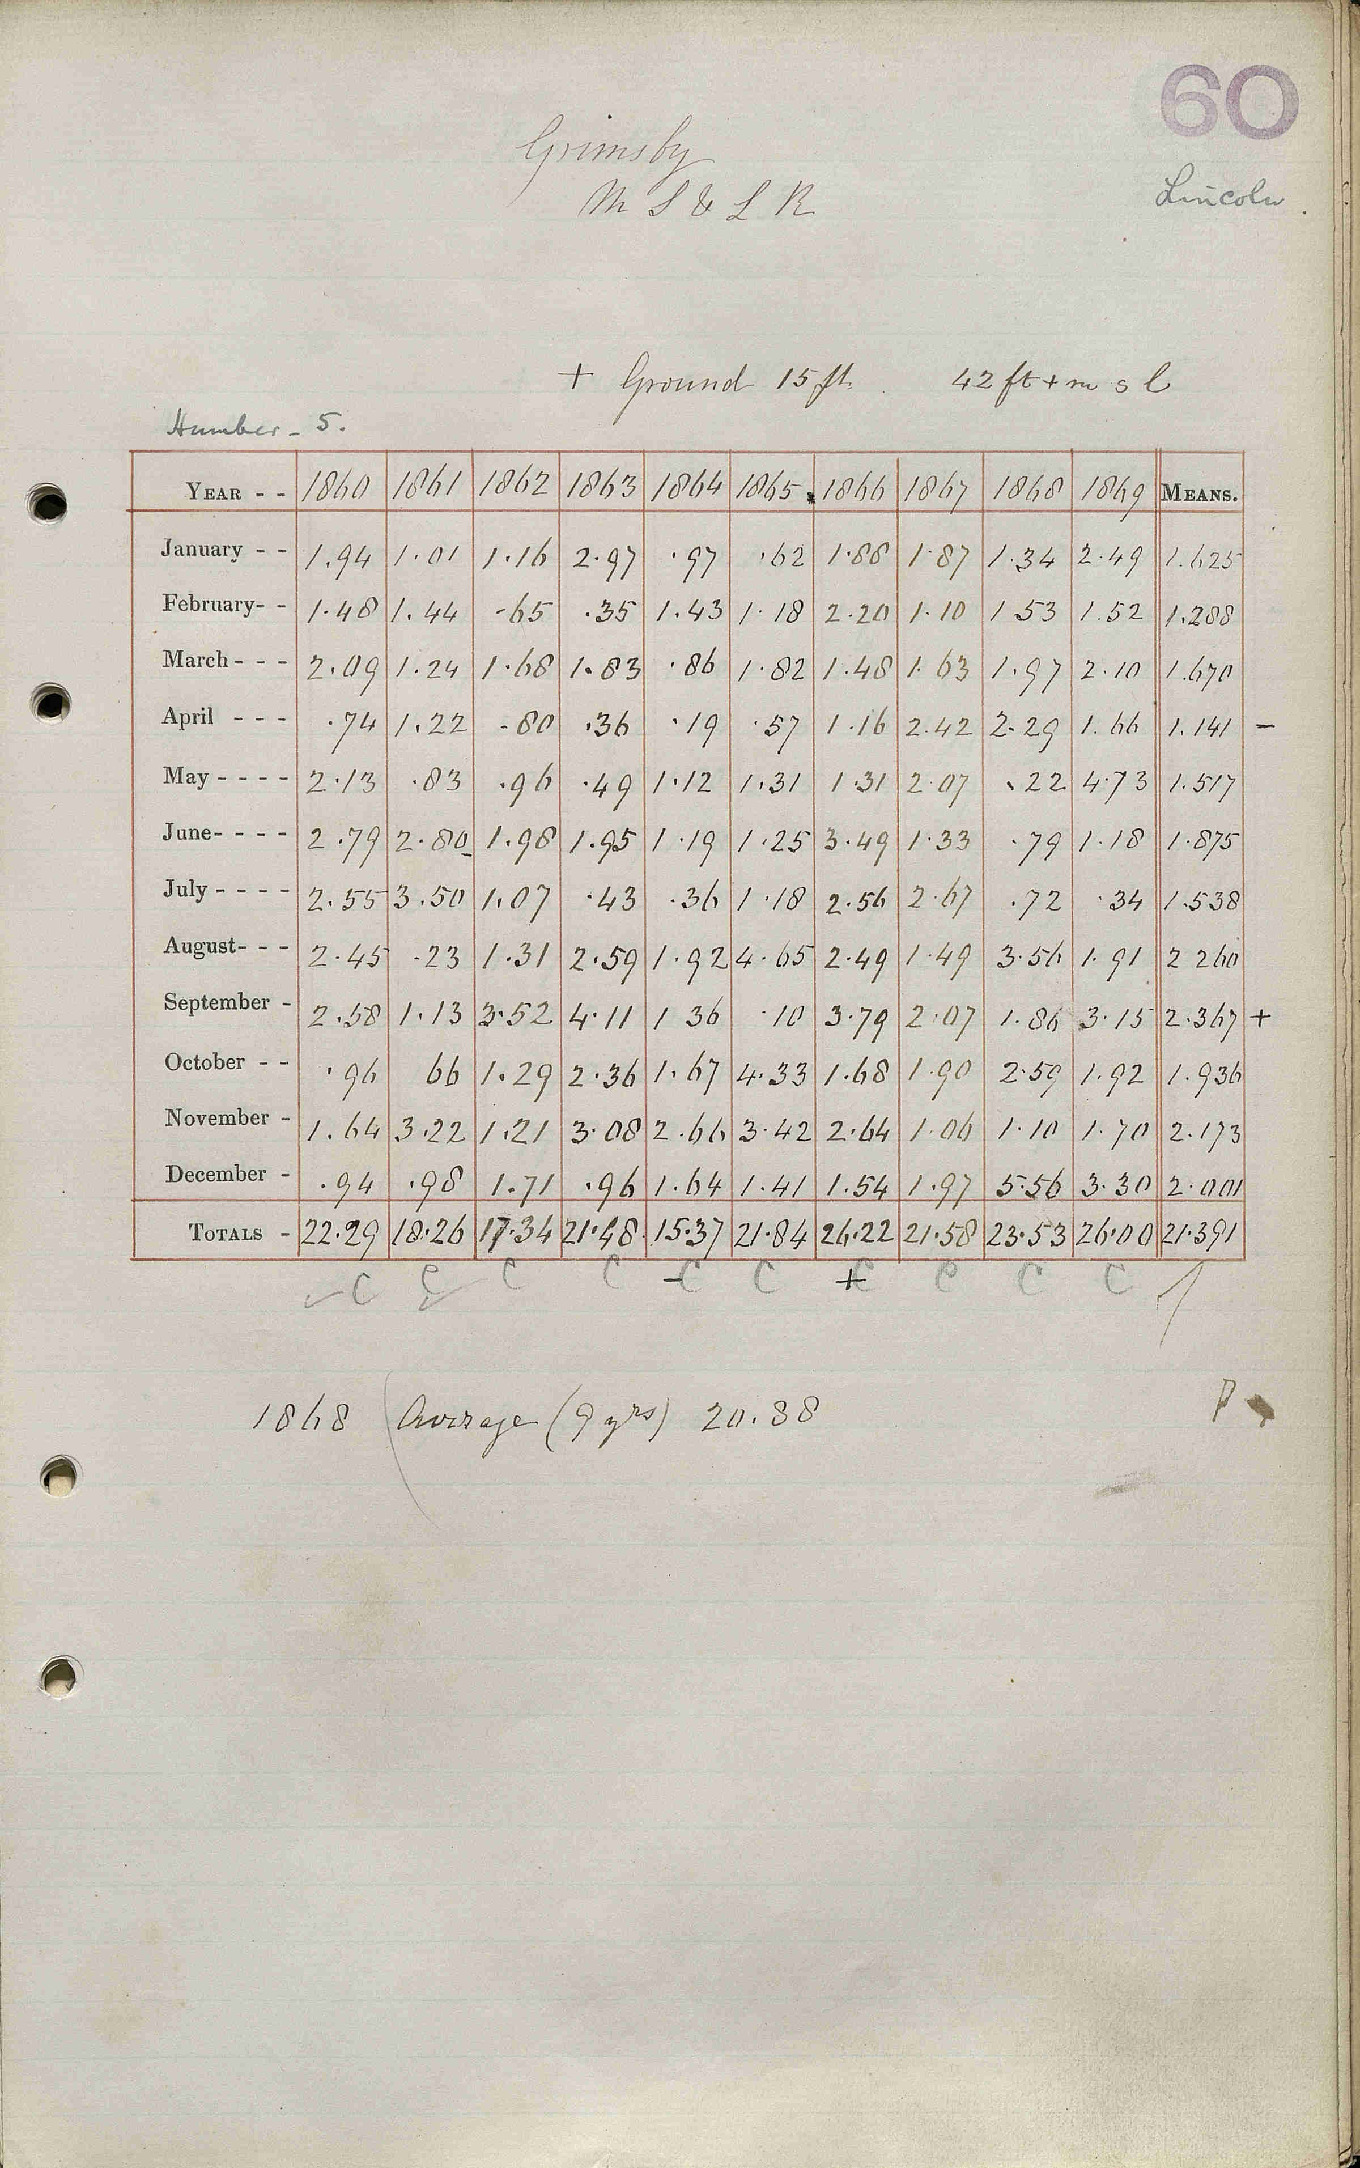 60
Lincoln.
Grimsby
M S & L R
+ Ground 15 ft. 42 ft + m s l
Humber - 5.
YEAR - - 1860 1861 1862 1863 1864 1865 1866 1867 1868 1869 MEANS.
January - - 1.94 1.01 1.16 2.97 .97 .62 1.88 1.87 1.34 2.49 1.625
February- - 1.48 1.44 .65 .35 1.43 1.18 2.20 1.10 1.53 1.52 1.288
March - - - 2.09 1.24 1.68 1.83 .86 1.82 1.48 1.63 1.97 2.10 1.670
April - - - .74 1.22 .80 .36 .19 .57 1.16 2.42 2.29 1.66 1.141 -
May - - - - 2.13 .83 .96 .49 1.12 1.31 1.31 2.07 .22 4.73 1.517
June- - - - 2.79 2.80 1.98 1.95 1.19 1.25 3.49 1.33 .79 1.18 1.875
July - - - - 2.55 3.50 1.07 .43 .36 1.18 2.56 2.67 .72 .34 1.538
August- - - 2.45 .23 1.31 2.59 1.92 4.65 2.49 1.49 3.56 1.91 2 260
September - 2.58 1.13 3.52 4.11 1 36 .10 3.79 2.07 1.86 3.15 2.367 +
October - - .96 66 1.29 2.36 1.67 4.33 1.68 1.90 2.59 1.92 1.936
November - 1.64 3.22 1.21 3.08 2.66 3.42 2.64 1.06 1.10 1.70 2.173
December - .94 .98 1.71 .96 1.64 1.41 1.54 1.97 5.56 3.30 2.001
TOTALS - 22.29 18.26 17.34 21.48 15.37 21.84 26.22 21.58 23.53 26.00 21.391
C C C C - C C + C C C C
1868 Average (9 yrs) 20.88
P